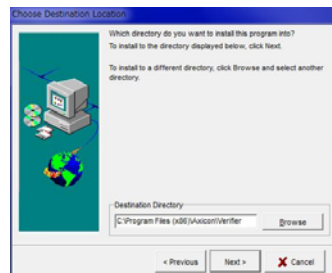 Choose Destination Location
Which directory do you want to install this program into?
To install to the directory displayed below, click Next.
To install to a different directory, click Browse and select another
directory.
Destination Directory
C:\Program Files (x86)\Axicon\Verifier
Browse
< Previous
Next >
Cancel